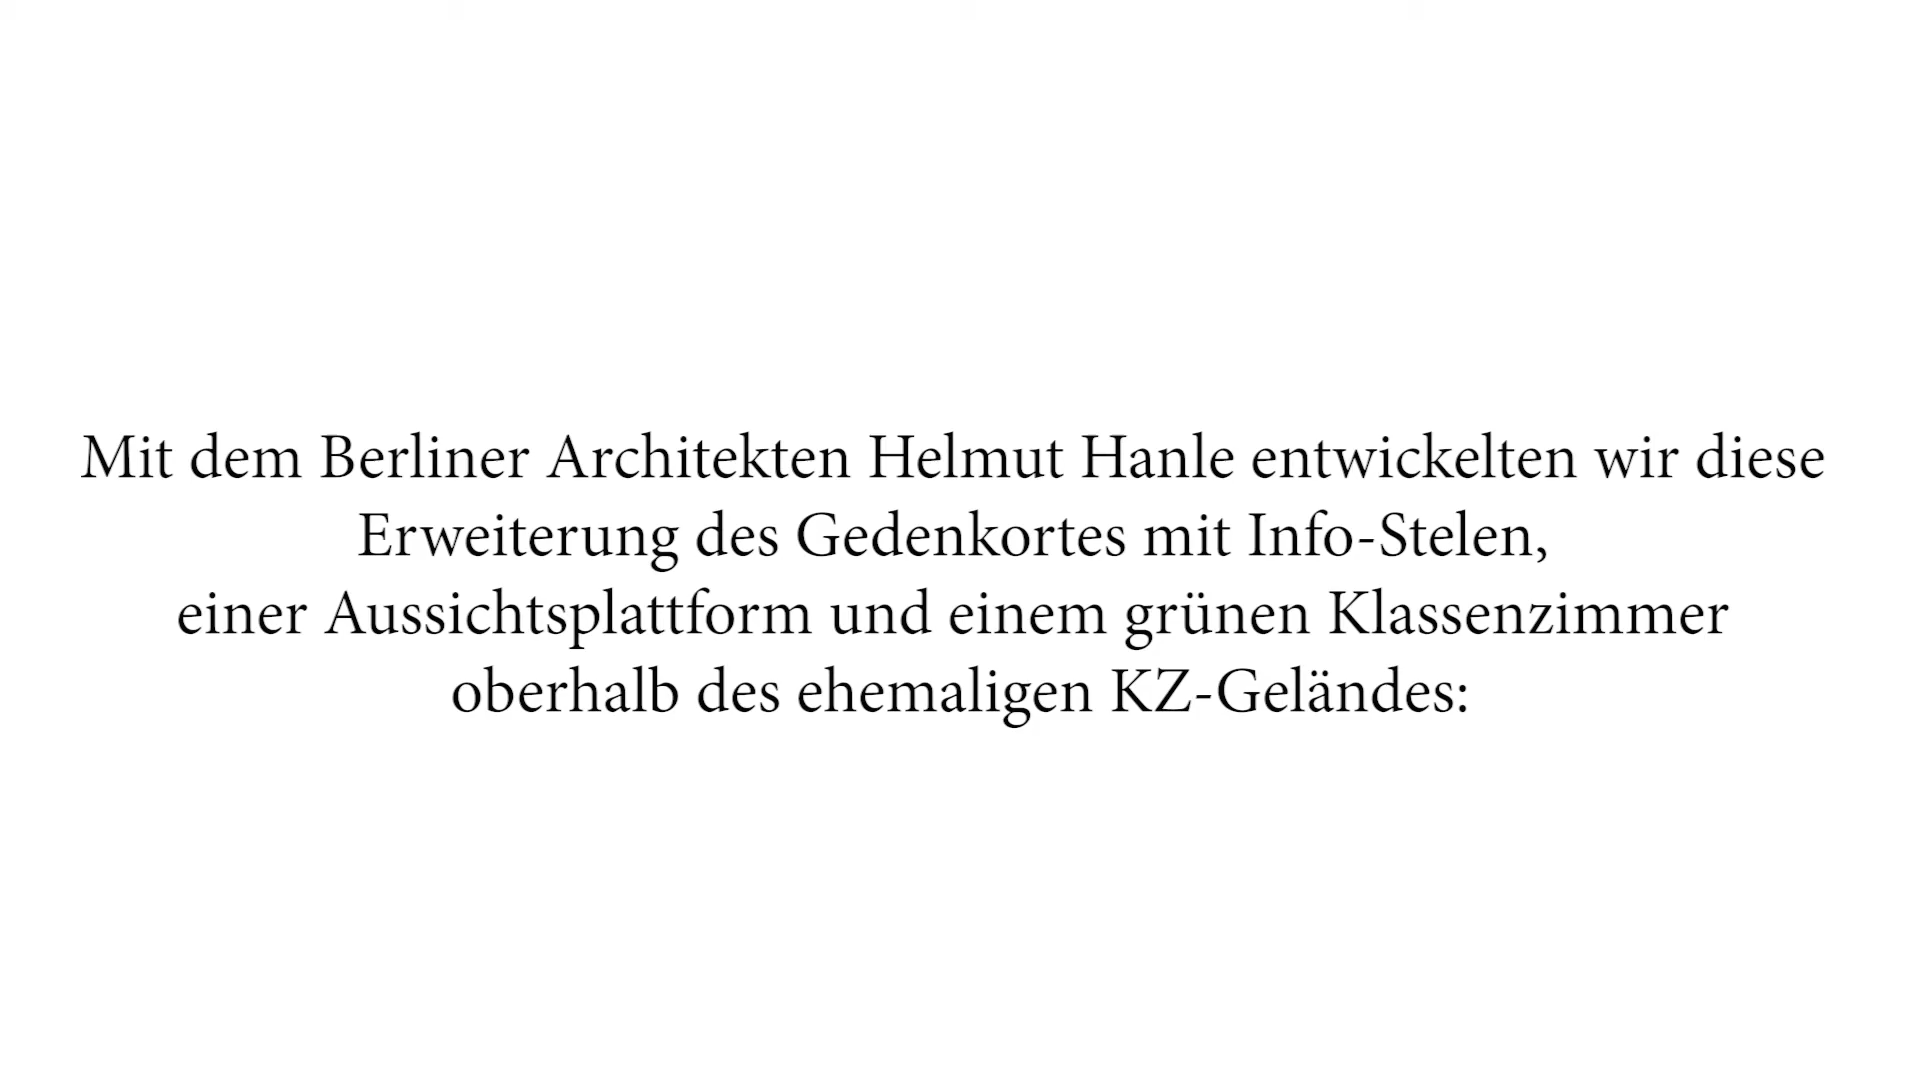 Mit dem Berliner Architekten Helmut Hanle entwickelten wir diese
Erweiterung des Gedenkortes mit Info-Stelen,
einer Aussichtsplattform und einem grünen Klassenzimmer
oberhalb des ehemaligen KZ-Geländes: